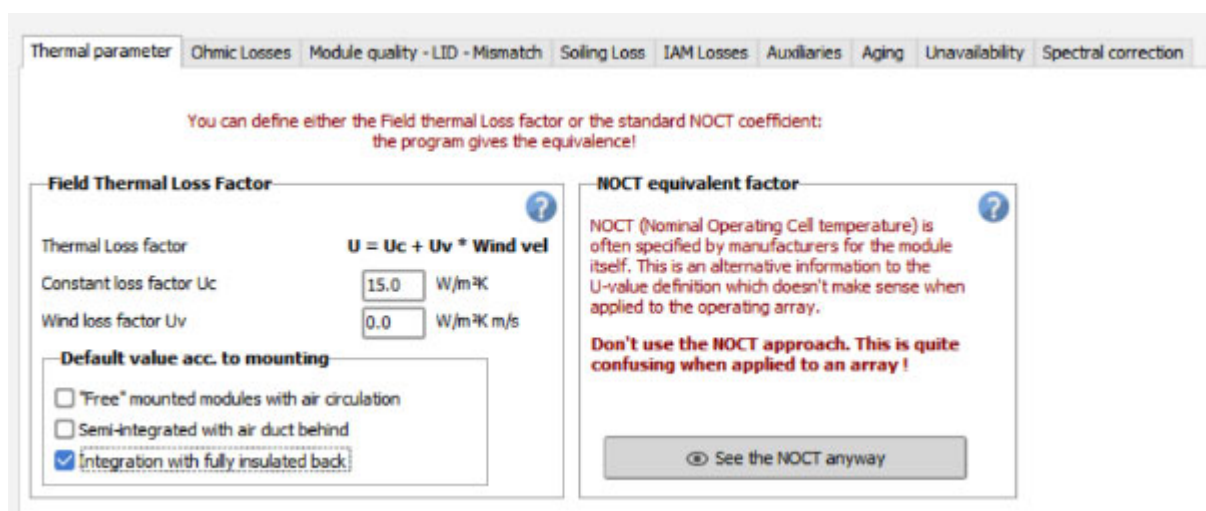 Thermal parameter Ohmic Losses Module quality - LID - Mismatch Soiling Loss IAM Losses Auxiliaries Aging Unavailability Spectral correction
You can define either the Field thermal Loss factor or the standard NOCT coefficient:
the program gives the equivalence!
Field Thermal Loss Factor
?
Thermal Loss factor U = Uc + Uv * Wind vel
Constant loss factor Uc 15.0 W/m²K
Wind loss factor Uv 0.0 W/m²K m/s
Default value acc. to mounting
"Free" mounted modules with air circulation
Semi-integrated with air duct behind
Integration with fully insulated back
NOCT equivalent factor
?
NOCT (Nominal Operating Cell temperature) is
often specified by manufacturers for the module
itself. This is an alternative information to the
U-value definition which doesn't make sense when
applied to the operating array.
Don't use the NOCT approach. This is quite
confusing when applied to an array !
See the NOCT anyway